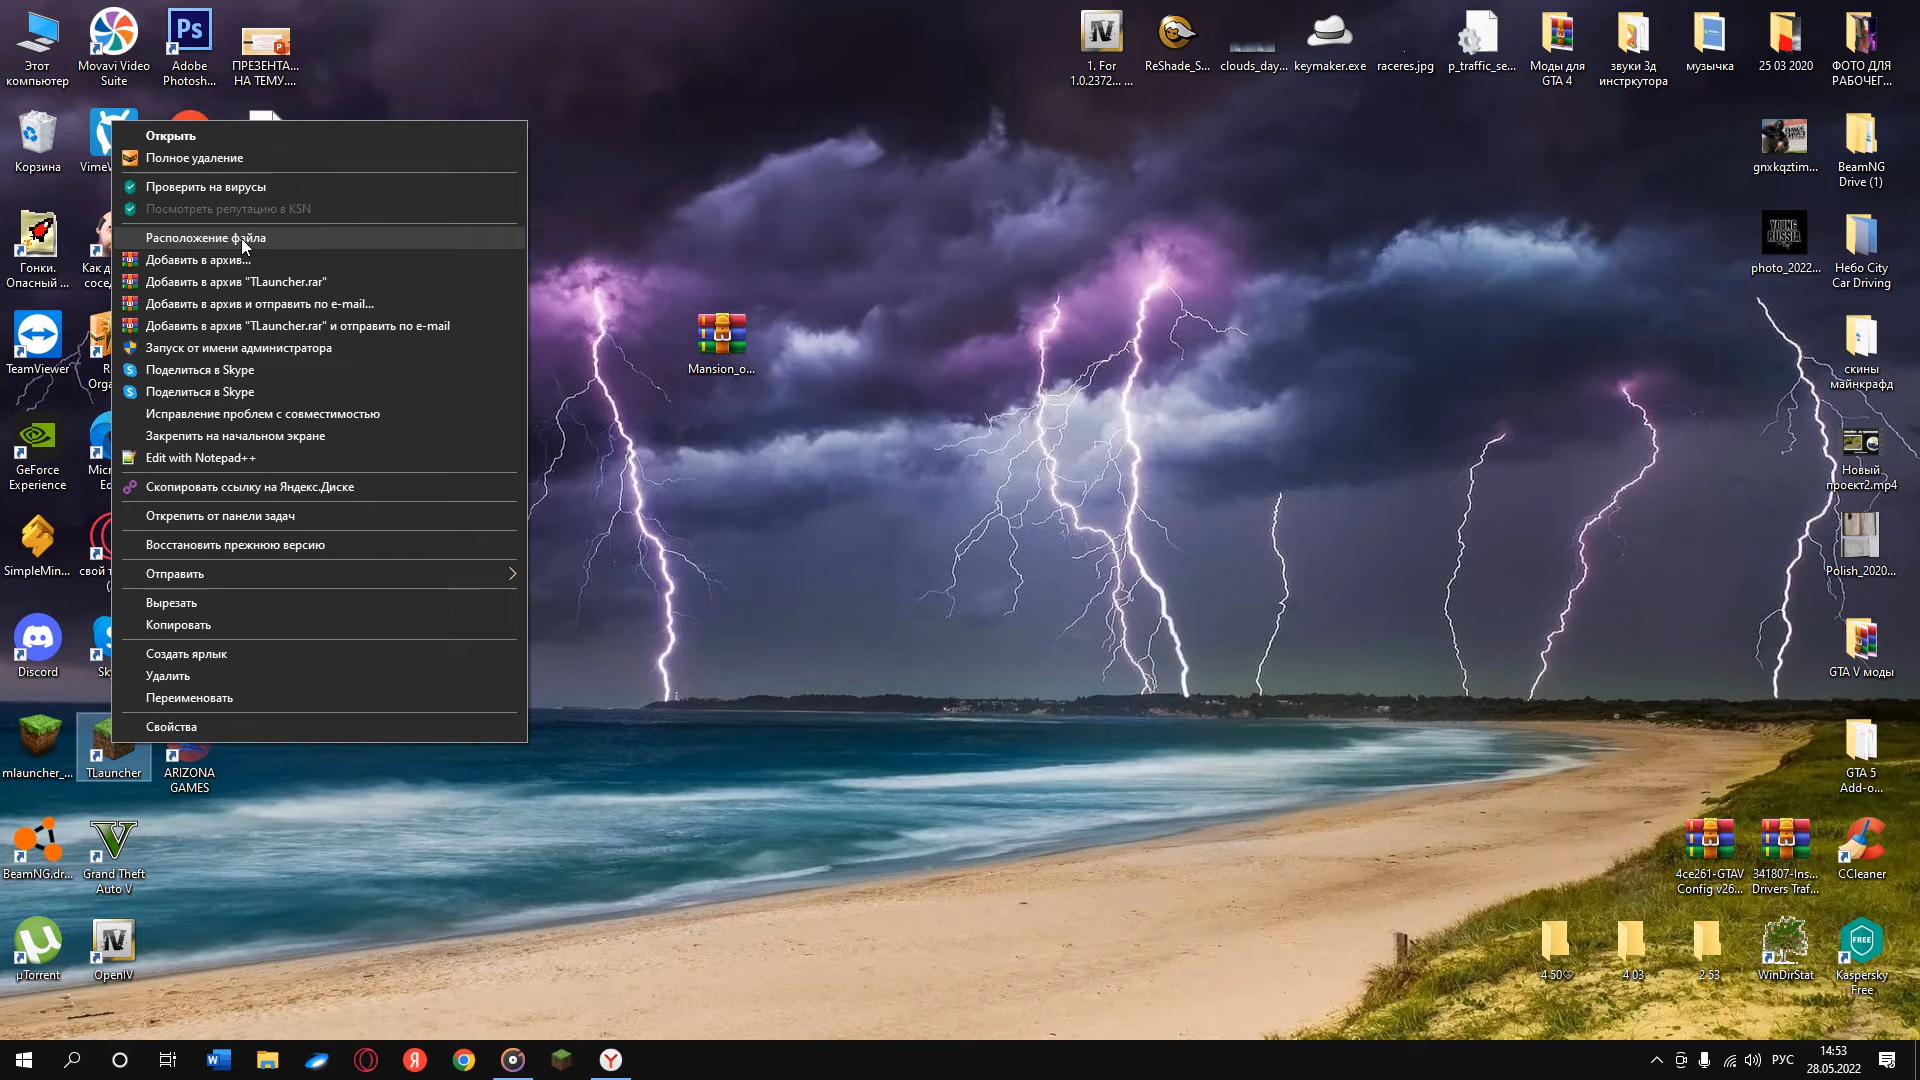 Этот
компьютер
Movavi Video
Suite
Ps
Adobe
Photosh...
ПРЕЗЕНТА...
НА ТЕМУ....
1. For
1.0.2372... ...
ReShade_S...
clouds_day...
keymaker.exe
raceres.jpg
p_traffic_se...
Моды для
GTA 4
звуки 3д
инстркутора
музычка
25 03 2020
ФОТО ДЛЯ
РАБОЧЕГ...
Корзина
Гонки.
Опасный ...
TeamViewer
GeForce
Experience
SimpleMin...
Discord
mlauncher_...
TLauncher
ARIZONA
GAMES
BeamNG.dr...
Grand Theft
Auto V
µTorrent
OpenIV
Открыть
Полное удаление
Проверить на вирусы
Посмотреть репутацию в KSN
Расположение файла
Добавить в архив...
Добавить в архив "TLauncher.rar"
Добавить в архив и отправить по e-mail...
Добавить в архив "TLauncher.rar" и отправить по e-mail
Запуск от имени администратора
Поделиться в Skype
Поделиться в Skype
Исправление проблем с совместимостью
Закрепить на начальном экране
Edit with Notepad++
Скопировать ссылку на Яндекс.Диске
Открепить от панели задач
Восстановить прежнюю версию
Отправить
Вырезать
Копировать
Создать ярлык
Удалить
Переименовать
Свойства
Mansion_o...
gnxkqztim...
BeamNG
Drive (1)
YOUNG
RUSSIA
photo_2022...
Небо City
Car Driving
скины
майнкрафд
Новый
проект2.mp4
Polish_2020...
GTA V моды
GTA 5
Add-o...
4ce261-GTAV
Config v26...
341807-Ins...
Drivers Traf...
CCleaner
4 50♡
4 03
2 53
WinDirStat
FREE
Kaspersky
Free
РУС
14:53
28.05.2022